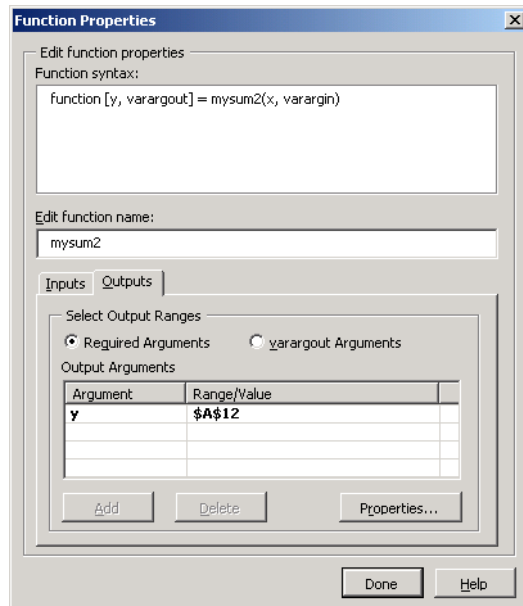 Function Properties
Edit function properties
Function syntax:
function [y, varargout] = mysum2(x, varargin)
Edit function name:
mysum2
Inputs Outputs
Select Output Ranges
Required Arguments varargout Arguments
Output Arguments
Argument Range/Value
y $A$12
Add Delete Properties...
Done Help